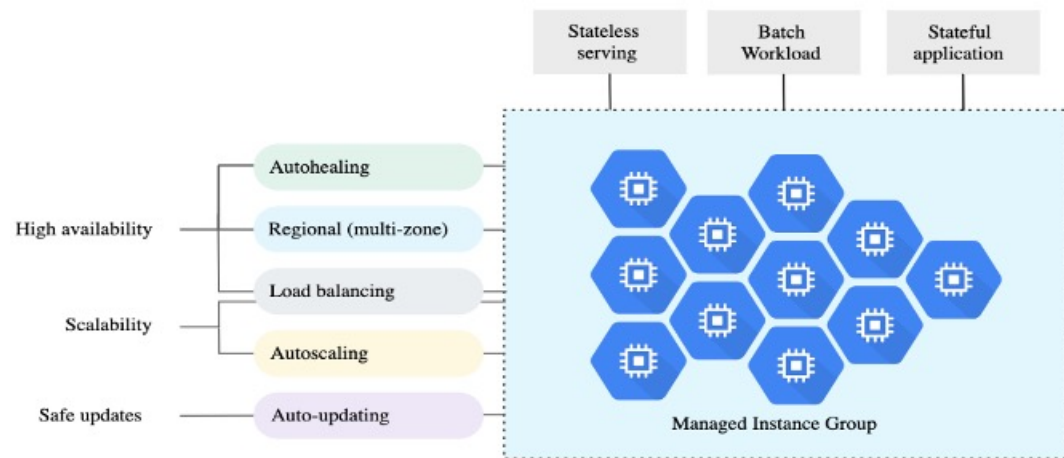 Stateless
serving
Batch
Workload
Stateful
application
Autohealing
High availability
Regional (multi-zone)
Load balancing
Scalability
Autoscaling
Safe updates
Auto-updating
Managed Instance Group